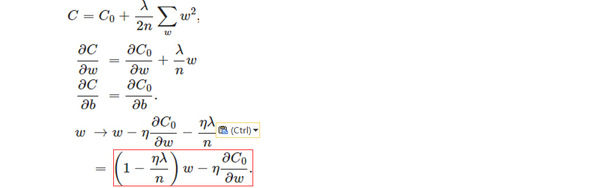 C = C₀ + λ/2n ∑_w w²,
∂C/∂w = ∂C₀/∂w + λ/n w
∂C/∂b = ∂C₀/∂b.
w → w − η ∂C₀/∂w − ηλ/n (Ctrl)
= (1 − ηλ/n) w − η ∂C₀/∂w.